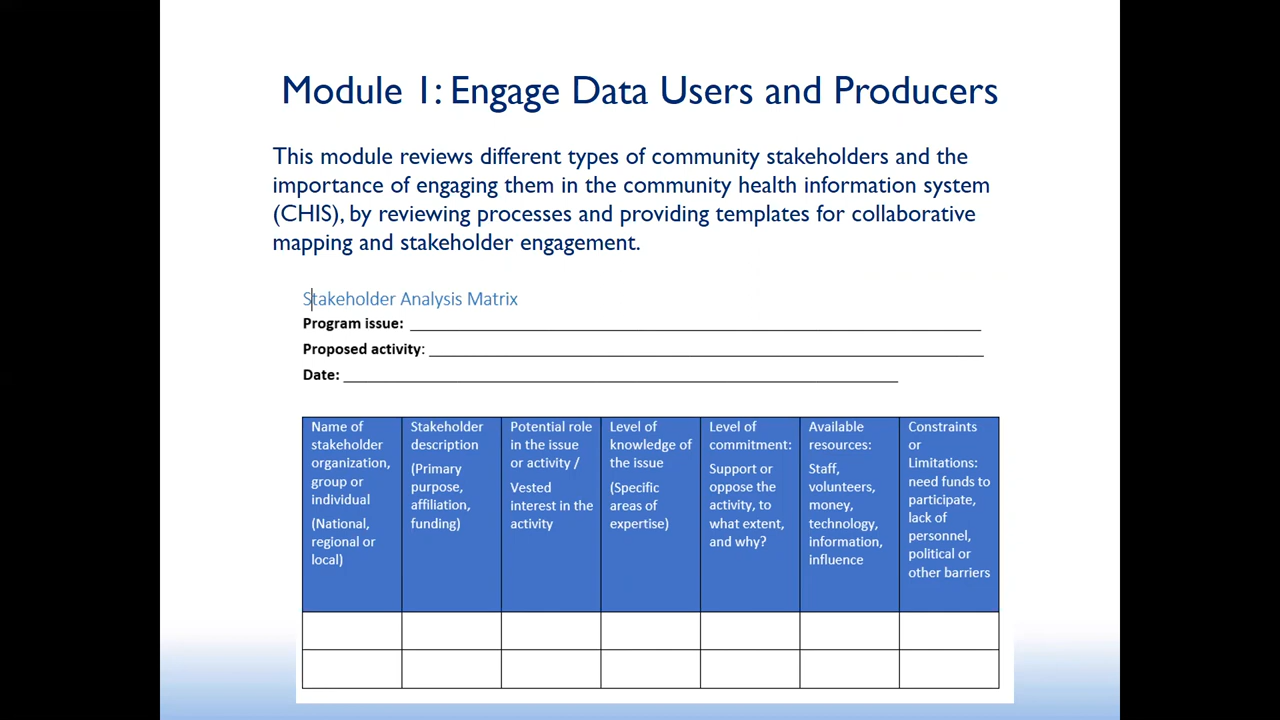 Module 1: Engage Data Users and Producers
This module reviews different types of community stakeholders and the
importance of engaging them in the community health information system
(CHIS), by reviewing processes and providing templates for collaborative
mapping and stakeholder engagement.
Stakeholder Analysis Matrix
Program issue:
Proposed activity:
Date:
Name of
stakeholder
organization,
group or
individual
(National,
regional or
local)
Stakeholder
description
(Primary
purpose,
affiliation,
funding)
Potential role
in the issue
or activity /
Vested
interest in the
activity
Level of
knowledge of
the issue
(Specific
areas of
expertise)
Level of
commitment:
Support or
oppose the
activity, to
what extent,
and why?
Available
resources:
Staff,
volunteers,
money,
technology,
information,
influence
Constraints
or
Limitations:
need funds to
participate,
lack of
personnel,
political or
other barriers